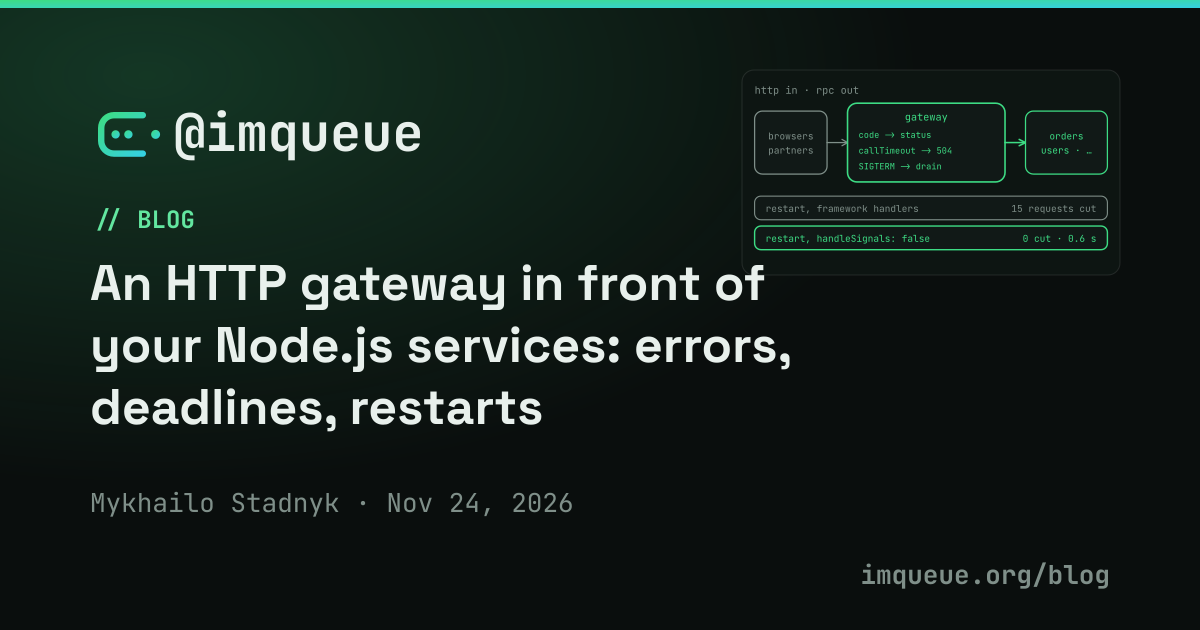 @imqueue
// BLOG
An HTTP gateway in front of
your Node.js services: errors,
deadlines, restarts
Mykhailo Stadnyk · Nov 24, 2026
http in · rpc out
browsers
partners
gateway
code → status
callTimeout → 504
SIGTERM → drain
orders
users · …
restart, framework handlers 15 requests cut
restart, handleSignals: false 0 cut · 0.6 s
imqueue.org/blog